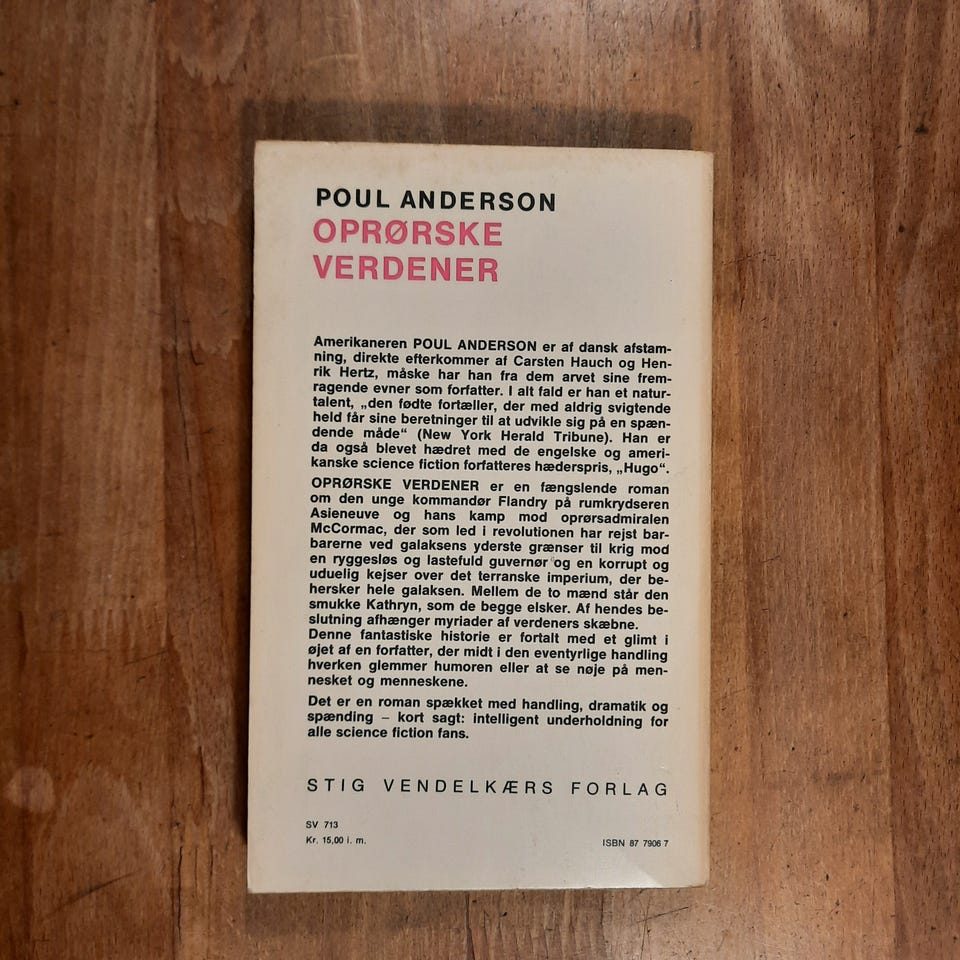 POUL ANDERSON
OPRØRSKE
VERDENER
Amerikaneren POUL ANDERSON er af dansk afstam-
ning, direkte efterkommer af Carsten Hauch og Hen-
rik Hertz, måske har han fra dem arvet sine frem-
ragende evner som forfatter. I alt fald er han et natur-
talent, „den fødte fortæller, der med aldrig svigtende
held får sine beretninger til at udvikle sig på en spæn-
dende måde“ (New York Herald Tribune). Han er
da også blevet hædret med de engelske og ameri-
kanske science fiction forfatteres hæderspris, „Hugo“.
OPRØRSKE VERDENER er en fængslende roman
om den unge kommandør Flandry på rumkrydseren
Asieneuve og hans kamp mod oprørsadmiralen
McCormac, der som led i revolutionen har rejst bar-
barerne ved galaksens yderste grænser til krig mod
en ryggesløs og lastefuld guvernør og en korrupt og
uduelig kejser over det terranske imperium, der be-
hersker hele galaksen. Mellem de to mænd står den
smukke Kathryn, som de begge elsker. Af hendes be-
slutning afhænger myriader af verdeners skæbne.
Denne fantastiske historie er fortalt med et glimt i
øjet af en forfatter, der midt i den eventyrlige handling
hverken glemmer humoren eller at se nøje på men-
nesket og menneskene.
Det er en roman spækket med handling, dramatik og
spænding – kort sagt: intelligent underholdning for
alle science fiction fans.
STIG VENDELKÆRS FORLAG
SV 713
Kr. 15,00 i. m.
ISBN 87 7906 7